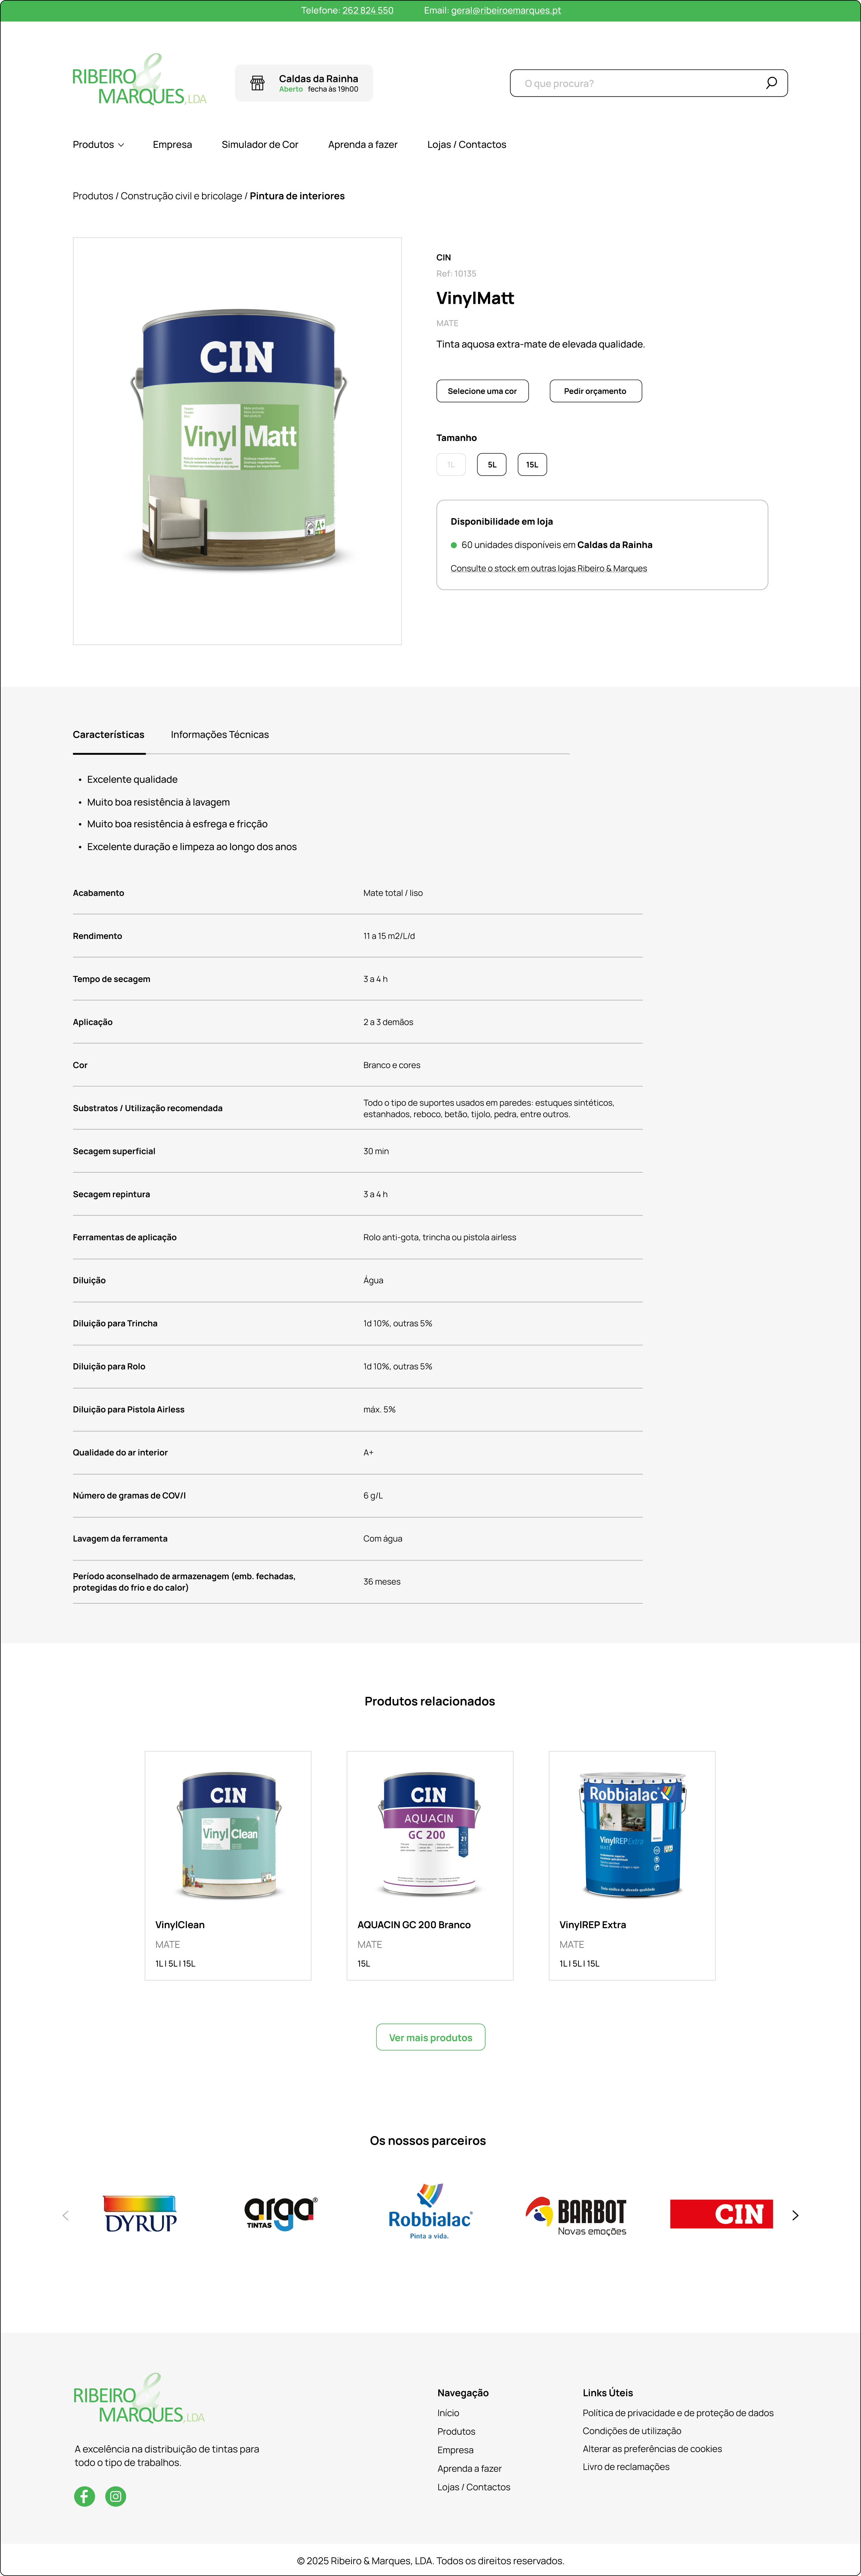 Telefone: 262 824 550 Email: geral@ribeiroemarques.pt
RIBEIRO &
MARQUES, LDA
Caldas da Rainha
Aberto fecha às 19h00
O que procura?
Produtos Empresa Simulador de Cor Aprenda a fazer Lojas / Contactos
Produtos / Construção civil e bricolage / Pintura de interiores
CIN
Vinyl Matt
A+
CIN
Ref: 10135
VinylMatt
MATE
Tinta aquosa extra-mate de elevada qualidade.
Selecione uma cor Pedir orçamento
Tamanho
1L 5L 15L
Disponibilidade em loja
60 unidades disponíveis em Caldas da Rainha
Consulte o stock em outras lojas Ribeiro & Marques
Características Informações Técnicas
• Excelente qualidade
• Muito boa resistência à lavagem
• Muito boa resistência à esfrega e fricção
• Excelente duração e limpeza ao longo dos anos
Acabamento Mate total / liso
Rendimento 11 a 15 m2/L/d
Tempo de secagem 3 a 4 h
Aplicação 2 a 3 demãos
Cor Branco e cores
Substratos / Utilização recomendada Todo o tipo de suportes usados em paredes: estuques sintéticos,
estanhados, reboco, betão, tijolo, pedra, entre outros.
Secagem superficial 30 min
Secagem repintura 3 a 4 h
Ferramentas de aplicação Rolo anti-gota, trincha ou pistola airless
Diluição Água
Diluição para Trincha 1d 10%, outras 5%
Diluição para Rolo 1d 10%, outras 5%
Diluição para Pistola Airless máx. 5%
Qualidade do ar interior A+
Número de gramas de COV/l 6 g/L
Lavagem da ferramenta Com água
Período aconselhado de armazenagem (emb. fechadas,
protegidas do frio e do calor) 36 meses
Produtos relacionados
CIN
Vinyl Clean
VinylClean
MATE
1L | 5L | 15L
CIN
AQUACIN
GC 200
AQUACIN GC 200 Branco
MATE
15L
Robbialac
VinylREP Extra
MATE
VinylREP Extra
MATE
1L | 5L | 15L
Ver mais produtos
Os nossos parceiros
DYRUP
arga®
TINTAS
Robbialac®
Pinta a vida.
BARBOT
Novas emoções
CIN
RIBEIRO &
MARQUES, LDA
A excelência na distribuição de tintas para
todo o tipo de trabalhos.
Navegação
Início
Produtos
Empresa
Aprenda a fazer
Lojas / Contactos
Links Úteis
Política de privacidade e de proteção de dados
Condições de utilização
Alterar as preferências de cookies
Livro de reclamações
© 2025 Ribeiro & Marques, LDA. Todos os direitos reservados.